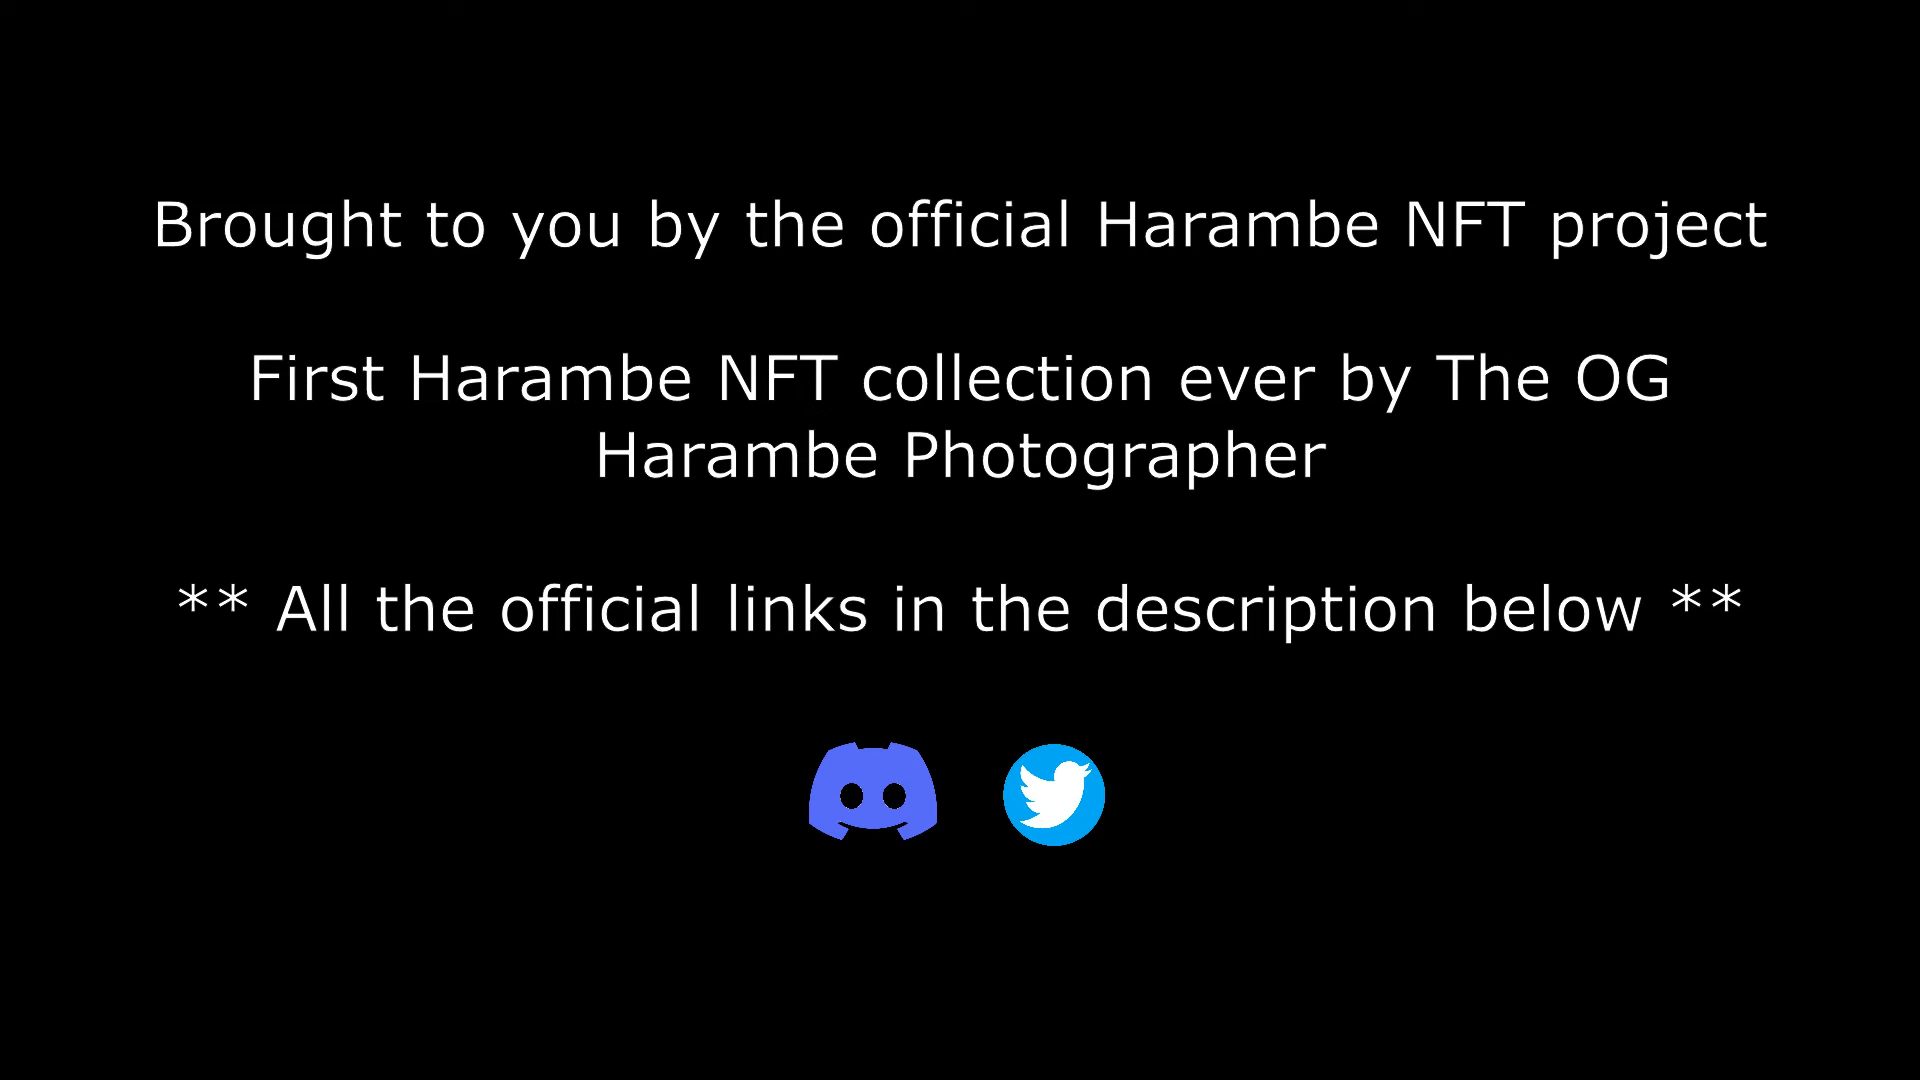 Brought to you by the official Harambe NFT project
First Harambe NFT collection ever by The OG
Harambe Photographer
** All the official links in the description below **